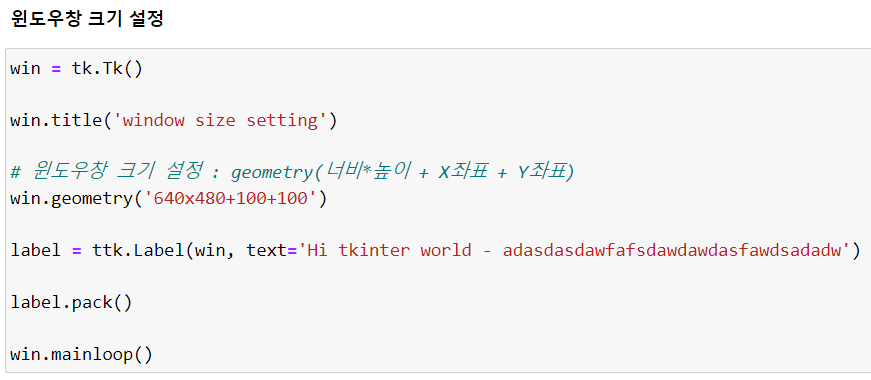 윈도우창 크기 설정
win = tk.Tk()
win.title('window size setting')
# 윈도우창 크기 설정 : geometry(너비*높이 + X좌표 + Y좌표)
win.geometry('640x480+100+100')
label = ttk.Label(win, text='Hi tkinter world - adasdasdawfafsdawdawdasfawdsadadw')
label.pack()
win.mainloop()